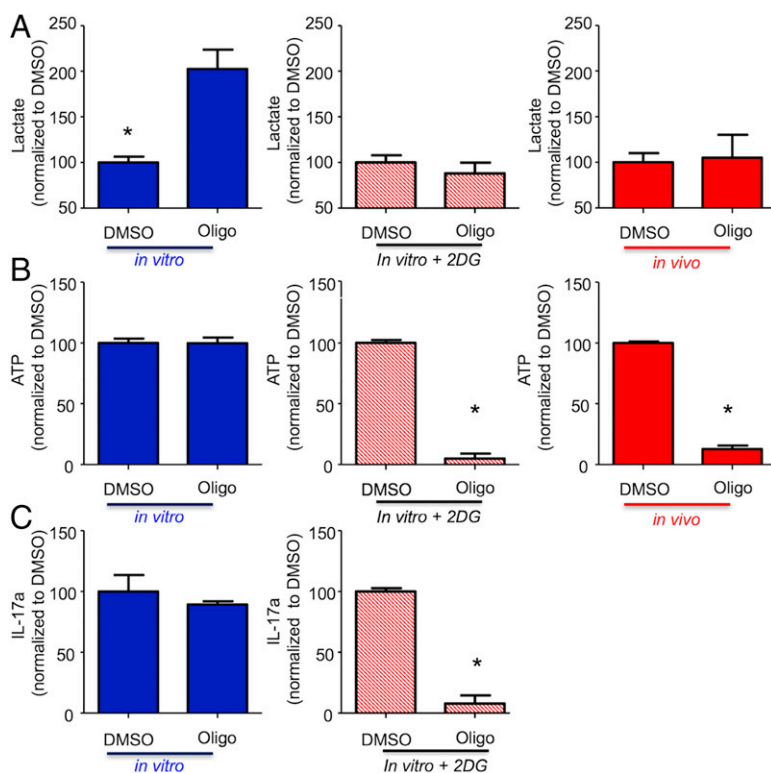 A
Lactate
(normalized to DMSO)
200
150
100
50
*
DMSO
Oligo
in vitro
Lactate
(normalized to DMSO)
200
150
100
50
DMSO
Oligo
In vitro + 2DG
Lactate
(normalized to DMSO)
200
150
100
50
DMSO
Oligo
in vivo
B
ATP
(normalized to DMSO)
150
100
50
0
DMSO
Oligo
in vitro
ATP
(normalized to DMSO)
150
100
50
0
*
DMSO
Oligo
In vitro + 2DG
ATP
(normalized to DMSO)
150
100
50
0
*
DMSO
Oligo
in vivo
C
IL-17a
(normalized to DMSO)
150
100
50
0
DMSO
Oligo
in vitro
IL-17a
(normalized to DMSO)
150
100
50
0
*
DMSO
Oligo
In vitro + 2DG